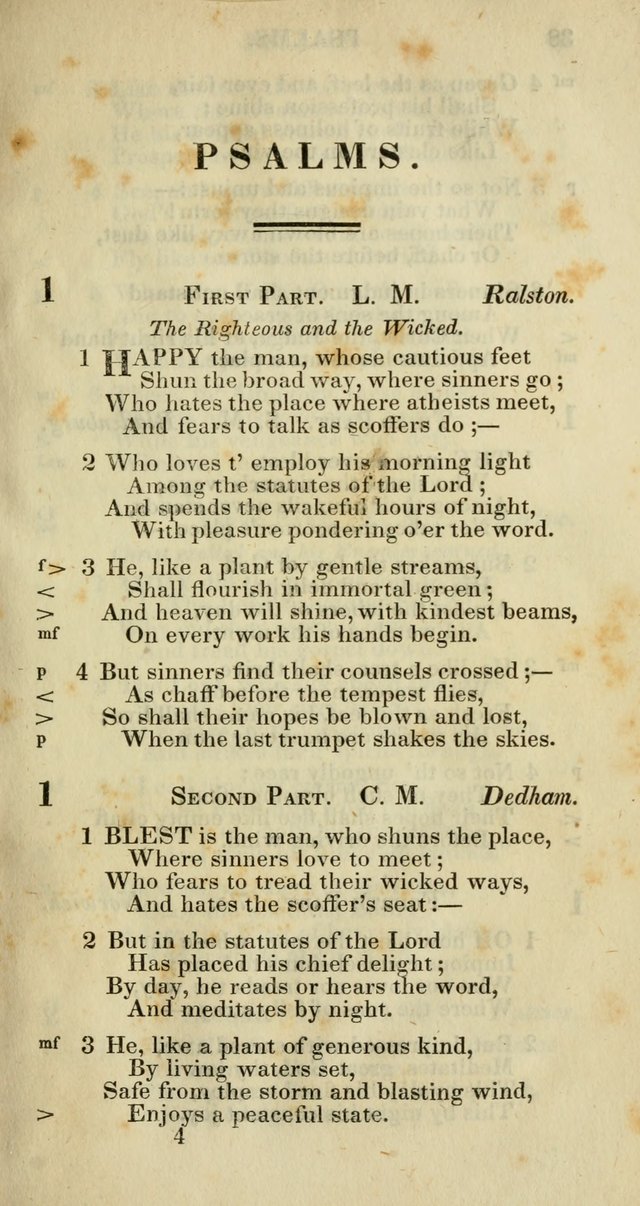 PSALMS.
1 FIRST PART. L. M. Ralston.
The Righteous and the Wicked.
1 HAPPY the man, whose cautious feet
Shun the broad way, where sinners go ;
Who hates the place where atheists meet,
And fears to talk as scoffers do ;—
2 Who loves t' employ his morning light
Among the statutes of the Lord ;
And spends the wakeful hours of night,
With pleasure pondering o'er the word.
f> 3 He, like a plant by gentle streams,
< Shall flourish in immortal green ;
> And heaven will shine, with kindest beams,
mf On every work his hands begin.
p 4 But sinners find their counsels crossed ;—
< As chaff before the tempest flies,
> So shall their hopes be blown and lost,
p When the last trumpet shakes the skies.
1 SECOND PART. C. M. Dedham.
1 BLEST is the man, who shuns the place,
Where sinners love to meet ;
Who fears to tread their wicked ways,
And hates the scoffer's seat :—
2 But in the statutes of the Lord
Has placed his chief delight ;
By day, he reads or hears the word,
And meditates by night.
mf 3 He, like a plant of generous kind,
By living waters set,
Safe from the storm and blasting wind,
> Enjoys a peaceful state.
4